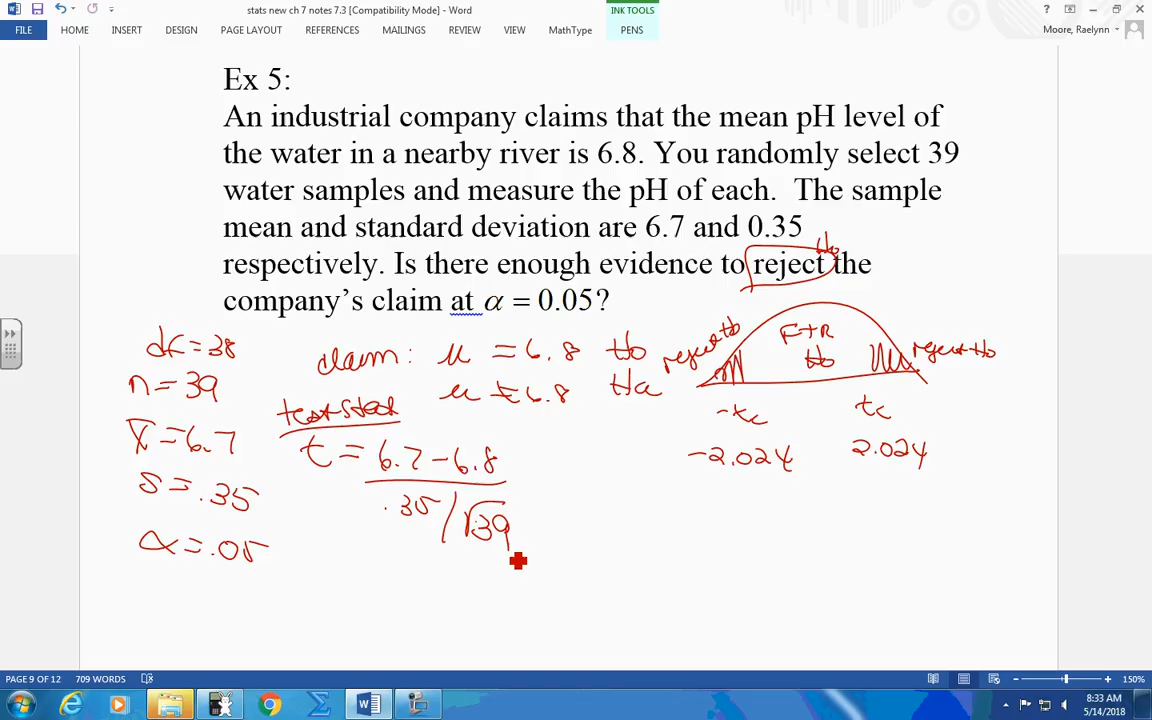 stats new ch 7 notes 7.3 [Compatibility Mode] - Word
INK TOOLS
FILE HOME INSERT DESIGN PAGE LAYOUT REFERENCES MAILINGS REVIEW VIEW MathType PENS
Moore, Raelynn
Ex 5:
An industrial company claims that the mean pH level of
the water in a nearby river is 6.8. You randomly select 39
water samples and measure the pH of each. The sample
mean and standard deviation are 6.7 and 0.35
Ho
respectively. Is there enough evidence to reject the
company's claim at α = 0.05?
df = 38
claim: μ = 6.8 Ho
reject Ho
FTR
Ho
reject Ho
n = 39
μ ≠ 6.8 Ha
test stat
-tc
tc
x̄ = 6.7
t = 6.7 - 6.8
-2.024
2.024
s = .35
.35 / √39
α = .05
PAGE 9 OF 12 709 WORDS
150%
8:33 AM
5/14/2018